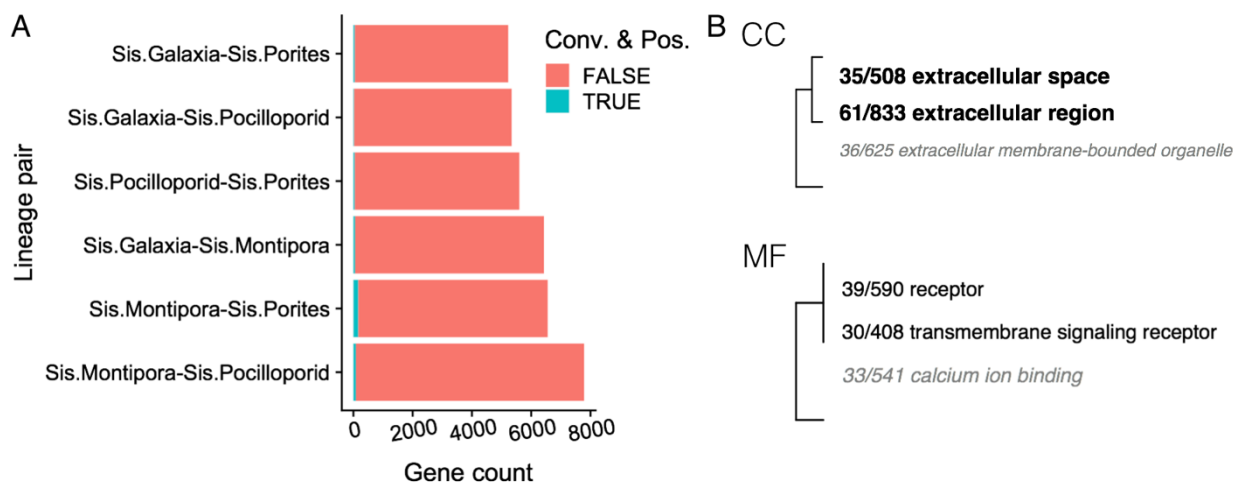 A
Lineage pair
Sis.Galaxia-Sis.Porites
Sis.Galaxia-Sis.Pocilloporid
Sis.Pocilloporid-Sis.Porites
Sis.Galaxia-Sis.Montipora
Sis.Montipora-Sis.Porites
Sis.Montipora-Sis.Pocilloporid
0 2000 4000 6000 8000
Gene count
Conv. & Pos.
FALSE
TRUE
B
CC
35/508 extracellular space
61/833 extracellular region
36/625 extracellular membrane-bounded organelle
MF
39/590 receptor
30/408 transmembrane signaling receptor
33/541 calcium ion binding